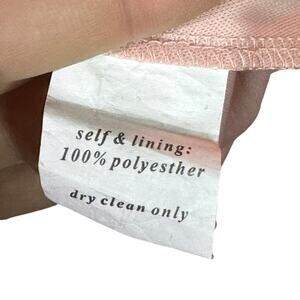 self & lining:
100% polyesther
dry clean only